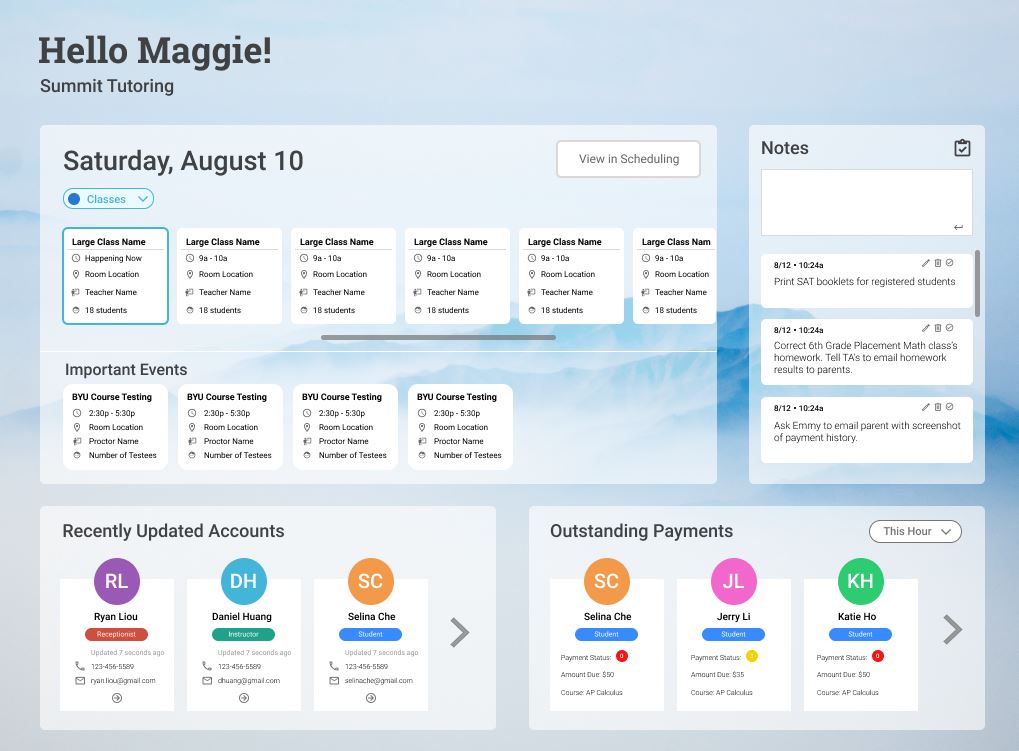 Hello Maggie!
Summit Tutoring
Saturday, August 10
View in Scheduling
Classes
Large Class Name
Happening Now
Room Location
Teacher Name
18 students
Large Class Name
9a - 10a
Room Location
Teacher Name
18 students
Large Class Name
9a - 10a
Room Location
Teacher Name
18 students
Large Class Name
9a - 10a
Room Location
Teacher Name
18 students
Large Class Name
9a - 10a
Room Location
Teacher Name
18 students
Large Class Nam
9a - 10a
Room Location
Teacher Name
18 students
Important Events
BYU Course Testing
2:30p - 5:30p
Room Location
Proctor Name
Number of Testees
BYU Course Testing
2:30p - 5:30p
Room Location
Proctor Name
Number of Testees
BYU Course Testing
2:30p - 5:30p
Room Location
Proctor Name
Number of Testees
BYU Course Testing
2:30p - 5:30p
Room Location
Proctor Name
Number of Testees
Notes
8/12 • 10:24a
Print SAT booklets for registered students
8/12 • 10:24a
Correct 6th Grade Placement Math class's
homework. Tell TA's to email homework
results to parents.
8/12 • 10:24a
Ask Emmy to email parent with screenshot
of payment history.
Recently Updated Accounts
RL
Ryan Liou
Receptionist
Updated 7 seconds ago
123-456-5589
ryan.liou@gmail.com
DH
Daniel Huang
Instructor
Updated 7 seconds ago
123-456-5589
dhuang@gmail.com
SC
Selina Che
Student
Updated 7 seconds ago
123-456-5589
selinache@gmail.com
Outstanding Payments
This Hour
SC
Selina Che
Student
Payment Status: 0
Amount Due: $50
Course: AP Calculus
JL
Jerry Li
Student
Payment Status:
Amount Due: $35
Course: AP Calculus
KH
Katie Ho
Student
Payment Status: 0
Amount Due: $50
Course: AP Calculus